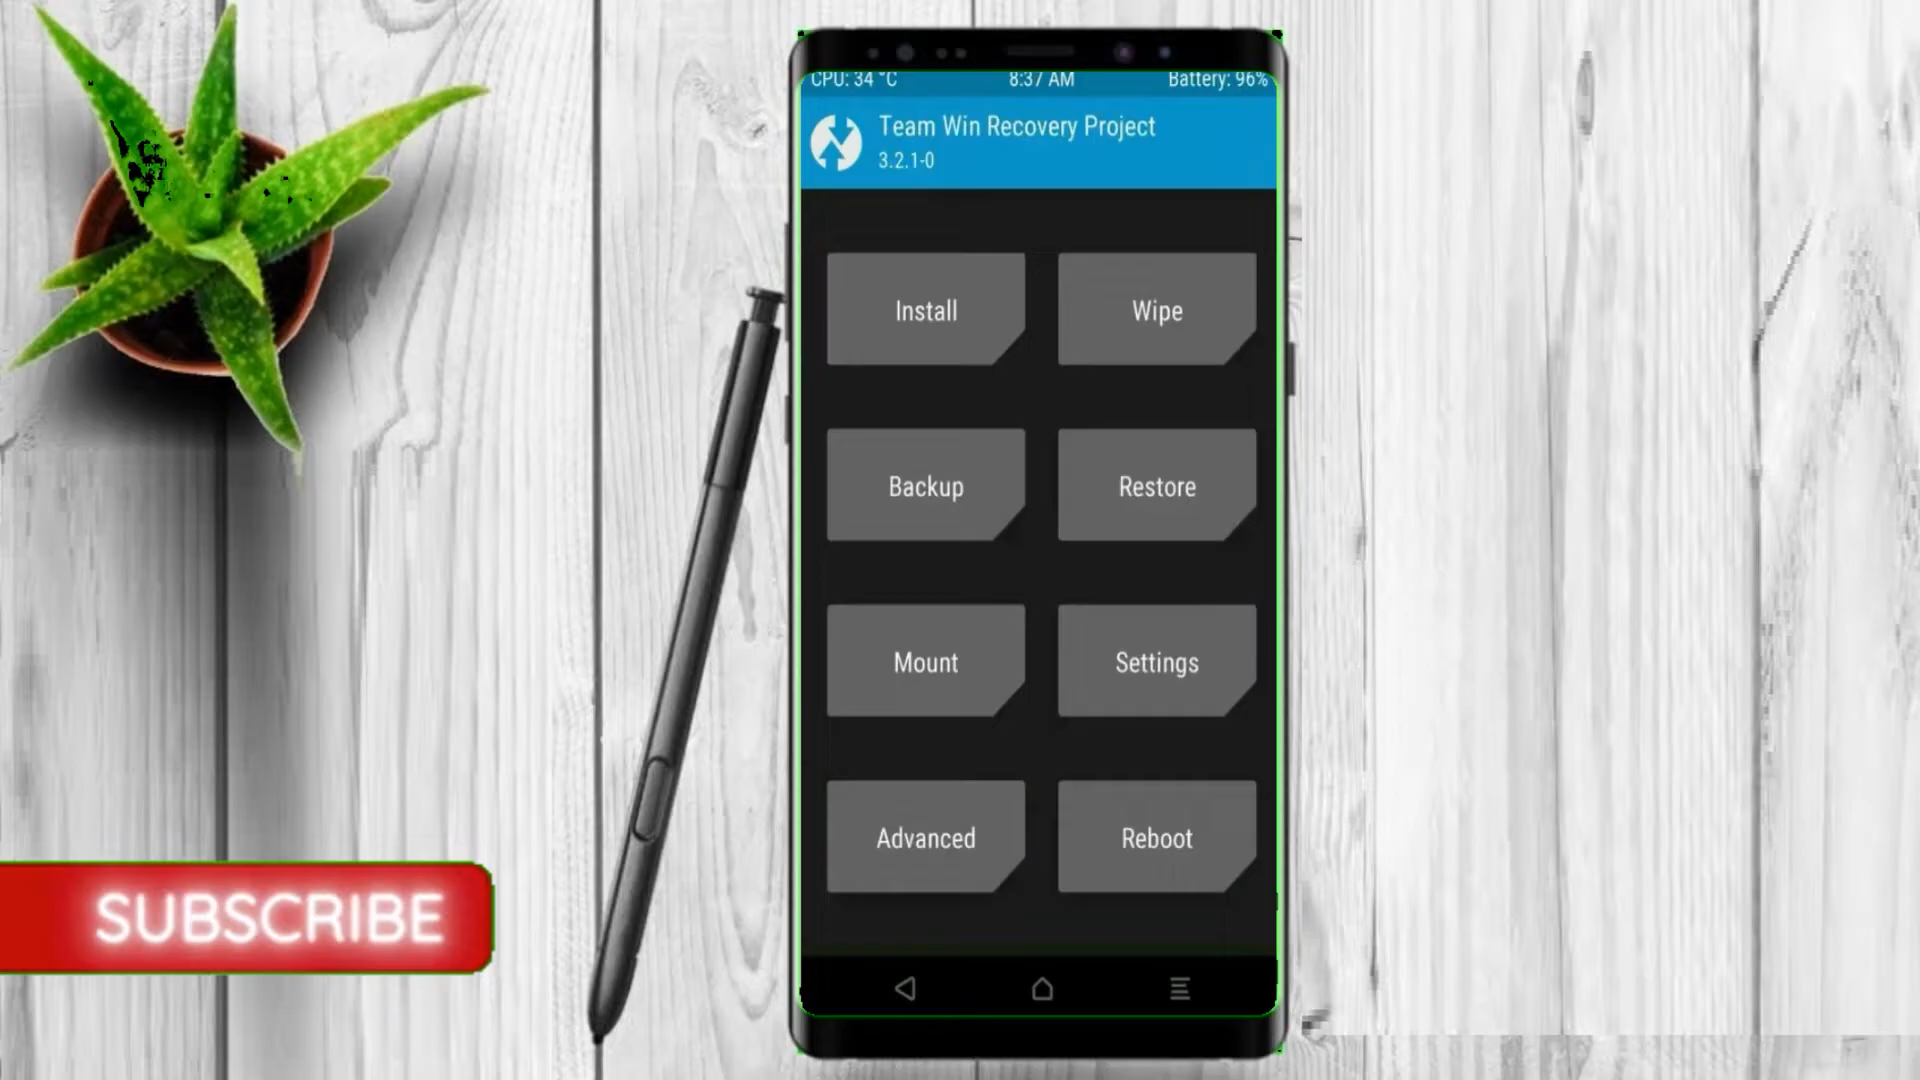 CPU: 34 °C 8:37 AM Battery: 96%
Team Win Recovery Project
3.2.1-0
Install Wipe
Backup Restore
Mount Settings
Advanced Reboot
SUBSCRIBE